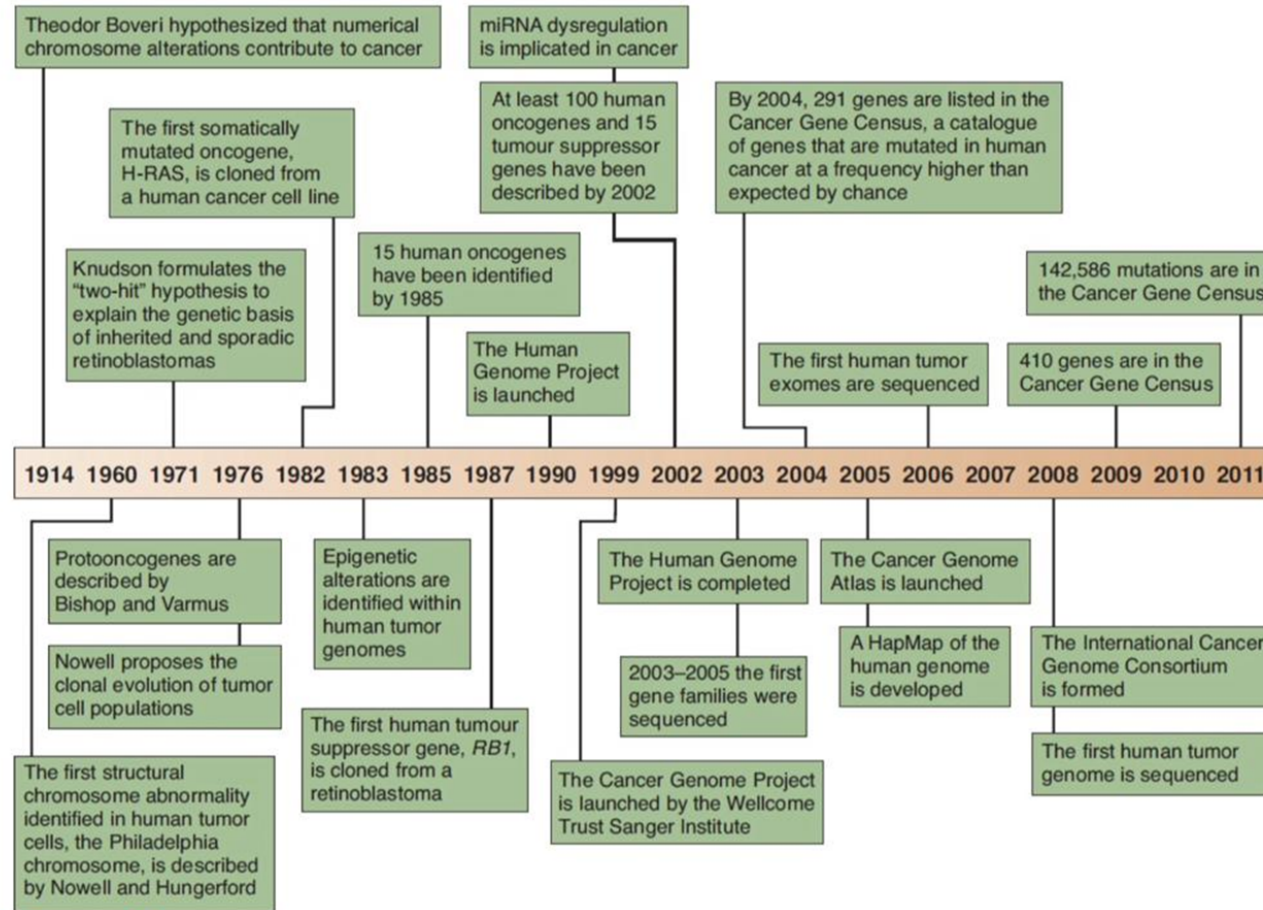 Theodor Boveri hypothesized that numerical
chromosome alterations contribute to cancer
miRNA dysregulation
is implicated in cancer
At least 100 human
oncogenes and 15
tumour suppressor
genes have been
described by 2002
By 2004, 291 genes are listed in the
Cancer Gene Census, a catalogue
of genes that are mutated in human
cancer at a frequency higher than
expected by chance
The first somatically
mutated oncogene,
H-RAS, is cloned from
a human cancer cell line
Knudson formulates the
“two-hit” hypothesis to
explain the genetic basis
of inherited and sporadic
retinoblastomas
15 human oncogenes
have been identified
by 1985
The Human
Genome Project
is launched
The first human tumor
exomes are sequenced
142,586 mutations are in
the Cancer Gene Census
410 genes are in the
Cancer Gene Census
1914 1960 1971 1976 1982 1983 1985 1987 1990 1999 2002 2003 2004 2005 2006 2007 2008 2009 2010 2011
Protooncogenes are
described by
Bishop and Varmus
Nowell proposes the
clonal evolution of tumor
cell populations
The first structural
chromosome abnormality
identified in human tumor
cells, the Philadelphia
chromosome, is described
by Nowell and Hungerford
Epigenetic
alterations are
identified within
human tumor
genomes
The first human tumour
suppressor gene, RB1,
is cloned from a
retinoblastoma
The Human Genome
Project is completed
2003–2005 the first
gene families were
sequenced
The Cancer Genome Project
is launched by the Wellcome
Trust Sanger Institute
The Cancer Genome
Atlas is launched
A HapMap of the
human genome
is developed
The International Cancer
Genome Consortium
is formed
The first human tumor
genome is sequenced